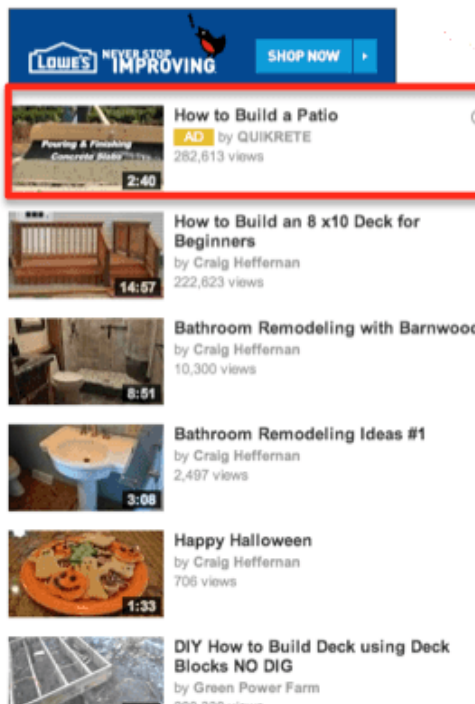 LOWE'S NEVER STOP IMPROVING SHOP NOW
How to Build a Patio
AD by QUIKRETE
282,613 views
Pouring & Finishing
Concrete Slabs
2:40
How to Build an 8 x10 Deck for
Beginners
by Craig Heffernan
222,623 views
14:57
Bathroom Remodeling with Barnwood
by Craig Heffernan
10,300 views
8:51
Bathroom Remodeling Ideas #1
by Craig Heffernan
2,497 views
3:08
Happy Halloween
by Craig Heffernan
706 views
1:33
DIY How to Build Deck using Deck
Blocks NO DIG
by Green Power Farm
views